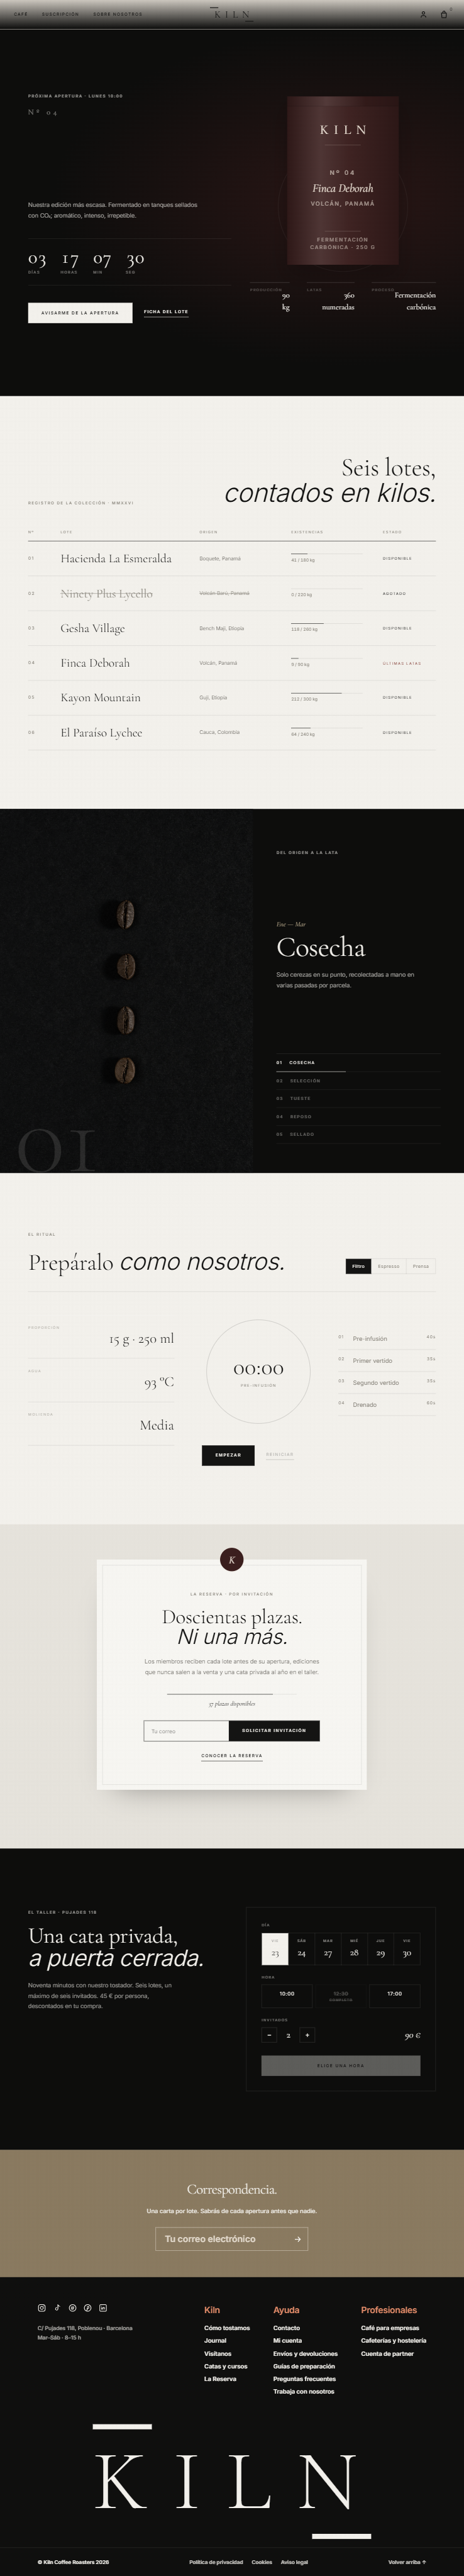 CAFÉ SUSCRIPCIÓN SOBRE NOSOTROS
KILN
0
PRÓXIMA APERTURA · LUNES 10:00
Nº 04
Nuestra edición más escasa. Fermentado en tanques sellados
con CO₂; aromático, intenso, irrepetible.
03 17 07 30
DÍAS HORAS MIN SEG
AVISARME DE LA APERTURA
FICHA DEL LOTE
KILN
Nº 04
Finca Deborah
VOLCÁN, PANAMÁ
FERMENTACIÓN
CARBÓNICA · 250 G
PRODUCCIÓN
90
kg
LATAS
360
numeradas
PROCESO
Fermentación
carbónica
Seis lotes,
contados en kilos.
REGISTRO DE LA COLECCIÓN · MMXXVI
Nº LOTE ORIGEN EXISTENCIAS ESTADO
01 Hacienda La Esmeralda Boquete, Panamá 41 / 180 kg DISPONIBLE
02 Ninety Plus Lycello Volcán Barú, Panamá 0 / 120 kg AGOTADO
03 Gesha Village Bench Maji, Etiopía DISPONIBLE
04 Finca Deborah Volcán, Panamá 9 / 90 kg ÚLTIMAS LATAS
05 Kayon Mountain Guji, Etiopía 212 / 300 kg DISPONIBLE
06 El Paraíso Lychee Cauca, Colombia DISPONIBLE
DEL ORIGEN A LA LATA
Ene — Mar
Cosecha
Solo cerezas en su punto, recolectadas a mano en
varias pasadas por parcela.
01 COSECHA
02 SELECCIÓN
03 TUESTE
04 REPOSO
05 SELLADO
01
EL RITUAL
Prepáralo como nosotros.
Filtro Espresso Prensa
PROPORCIÓN
15 g · 250 ml
AGUA
93 °C
MOLIENDA
Media
00:00
PRE-INFUSIÓN
EMPEZAR
REINICIAR
01 Pre-infusión 40s
02 Primer vertido 35s
03 Segundo vertido 35s
04 Drenado
K
LA RESERVA · POR INVITACIÓN
Doscientas plazas.
Ni una más.
Los miembros reciben cada lote antes de su apertura, ediciones
que nunca salen a la venta y una cata privada al año en el taller.
37 plazas disponibles
Tu correo
SOLICITAR INVITACIÓN
CONOCER LA RESERVA
EL TALLER · PUJADES 118
Una cata privada,
a puerta cerrada.
Noventa minutos con nuestro tostador. Seis lotes, un
máximo de seis invitados. 45 € por persona,
descontados en tu compra.
DÍA
VIE SÁB MAR MIÉ JUE VIE
23 24 27 28 29 30
HORA
10:00
COMPLETO
17:00
INVITADOS
− 2 +
90 €
ELIGE UNA HORA
Correspondencia.
Una carta por lote. Sabrás de cada apertura antes que nadie.
Tu correo electrónico →
C/ Pujades 118, Poblenou · Barcelona
Mar–Sáb · 8–15 h
Kiln
Cómo tostamos
Journal
Visítanos
Catas y cursos
La Reserva
Ayuda
Contacto
Mi cuenta
Envíos y devoluciones
Guías de preparación
Preguntas frecuentes
Trabaja con nosotros
Profesionales
Café para empresas
Cafeterías y hostelería
Cuenta de partner
KILN
© Kiln Coffee Roasters 2026
Política de privacidad Cookies Aviso legal
Volver arriba ↑